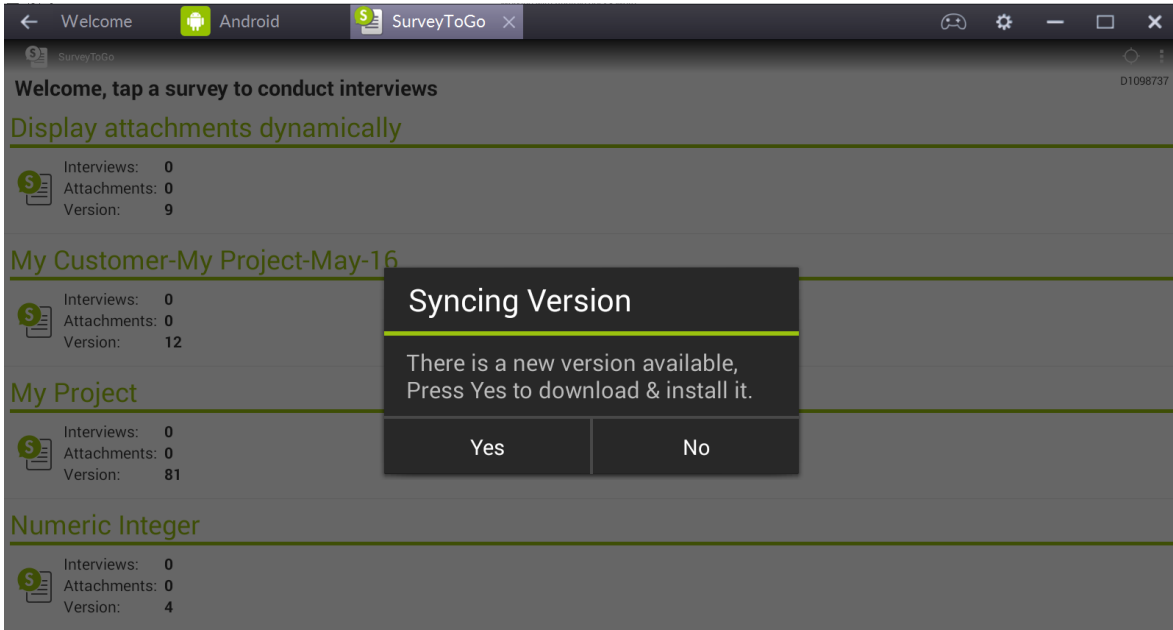 Welcome
Android
SurveyToGo
SurveyToGo
D1098737
Welcome, tap a survey to conduct interviews
Display attachments dynamically
Interviews: 0
Attachments: 0
Version: 9
My Customer-My Project-May-16
Interviews: 0
Attachments: 0
Version: 12
My Project
Interviews: 0
Attachments: 0
Version: 81
Numeric Integer
Interviews: 0
Attachments: 0
Version: 4
Syncing Version
There is a new version available,
Press Yes to download & install it.
Yes
No